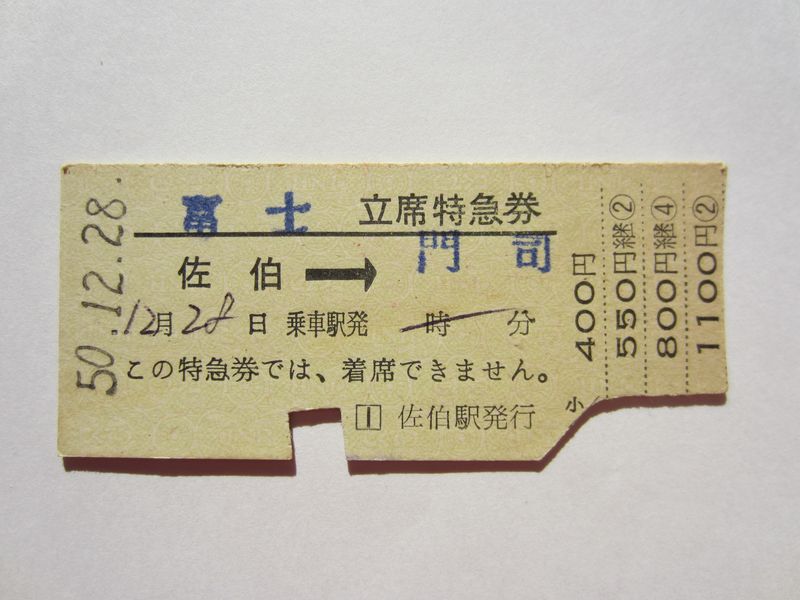 50.12.28.
富士 立席特急券
佐伯 → 門司
12月28日 乗車駅発 時 分
この特急券では、着席できません。
① 佐伯駅発行
小
400円
550円継②
800円継④
1100円②